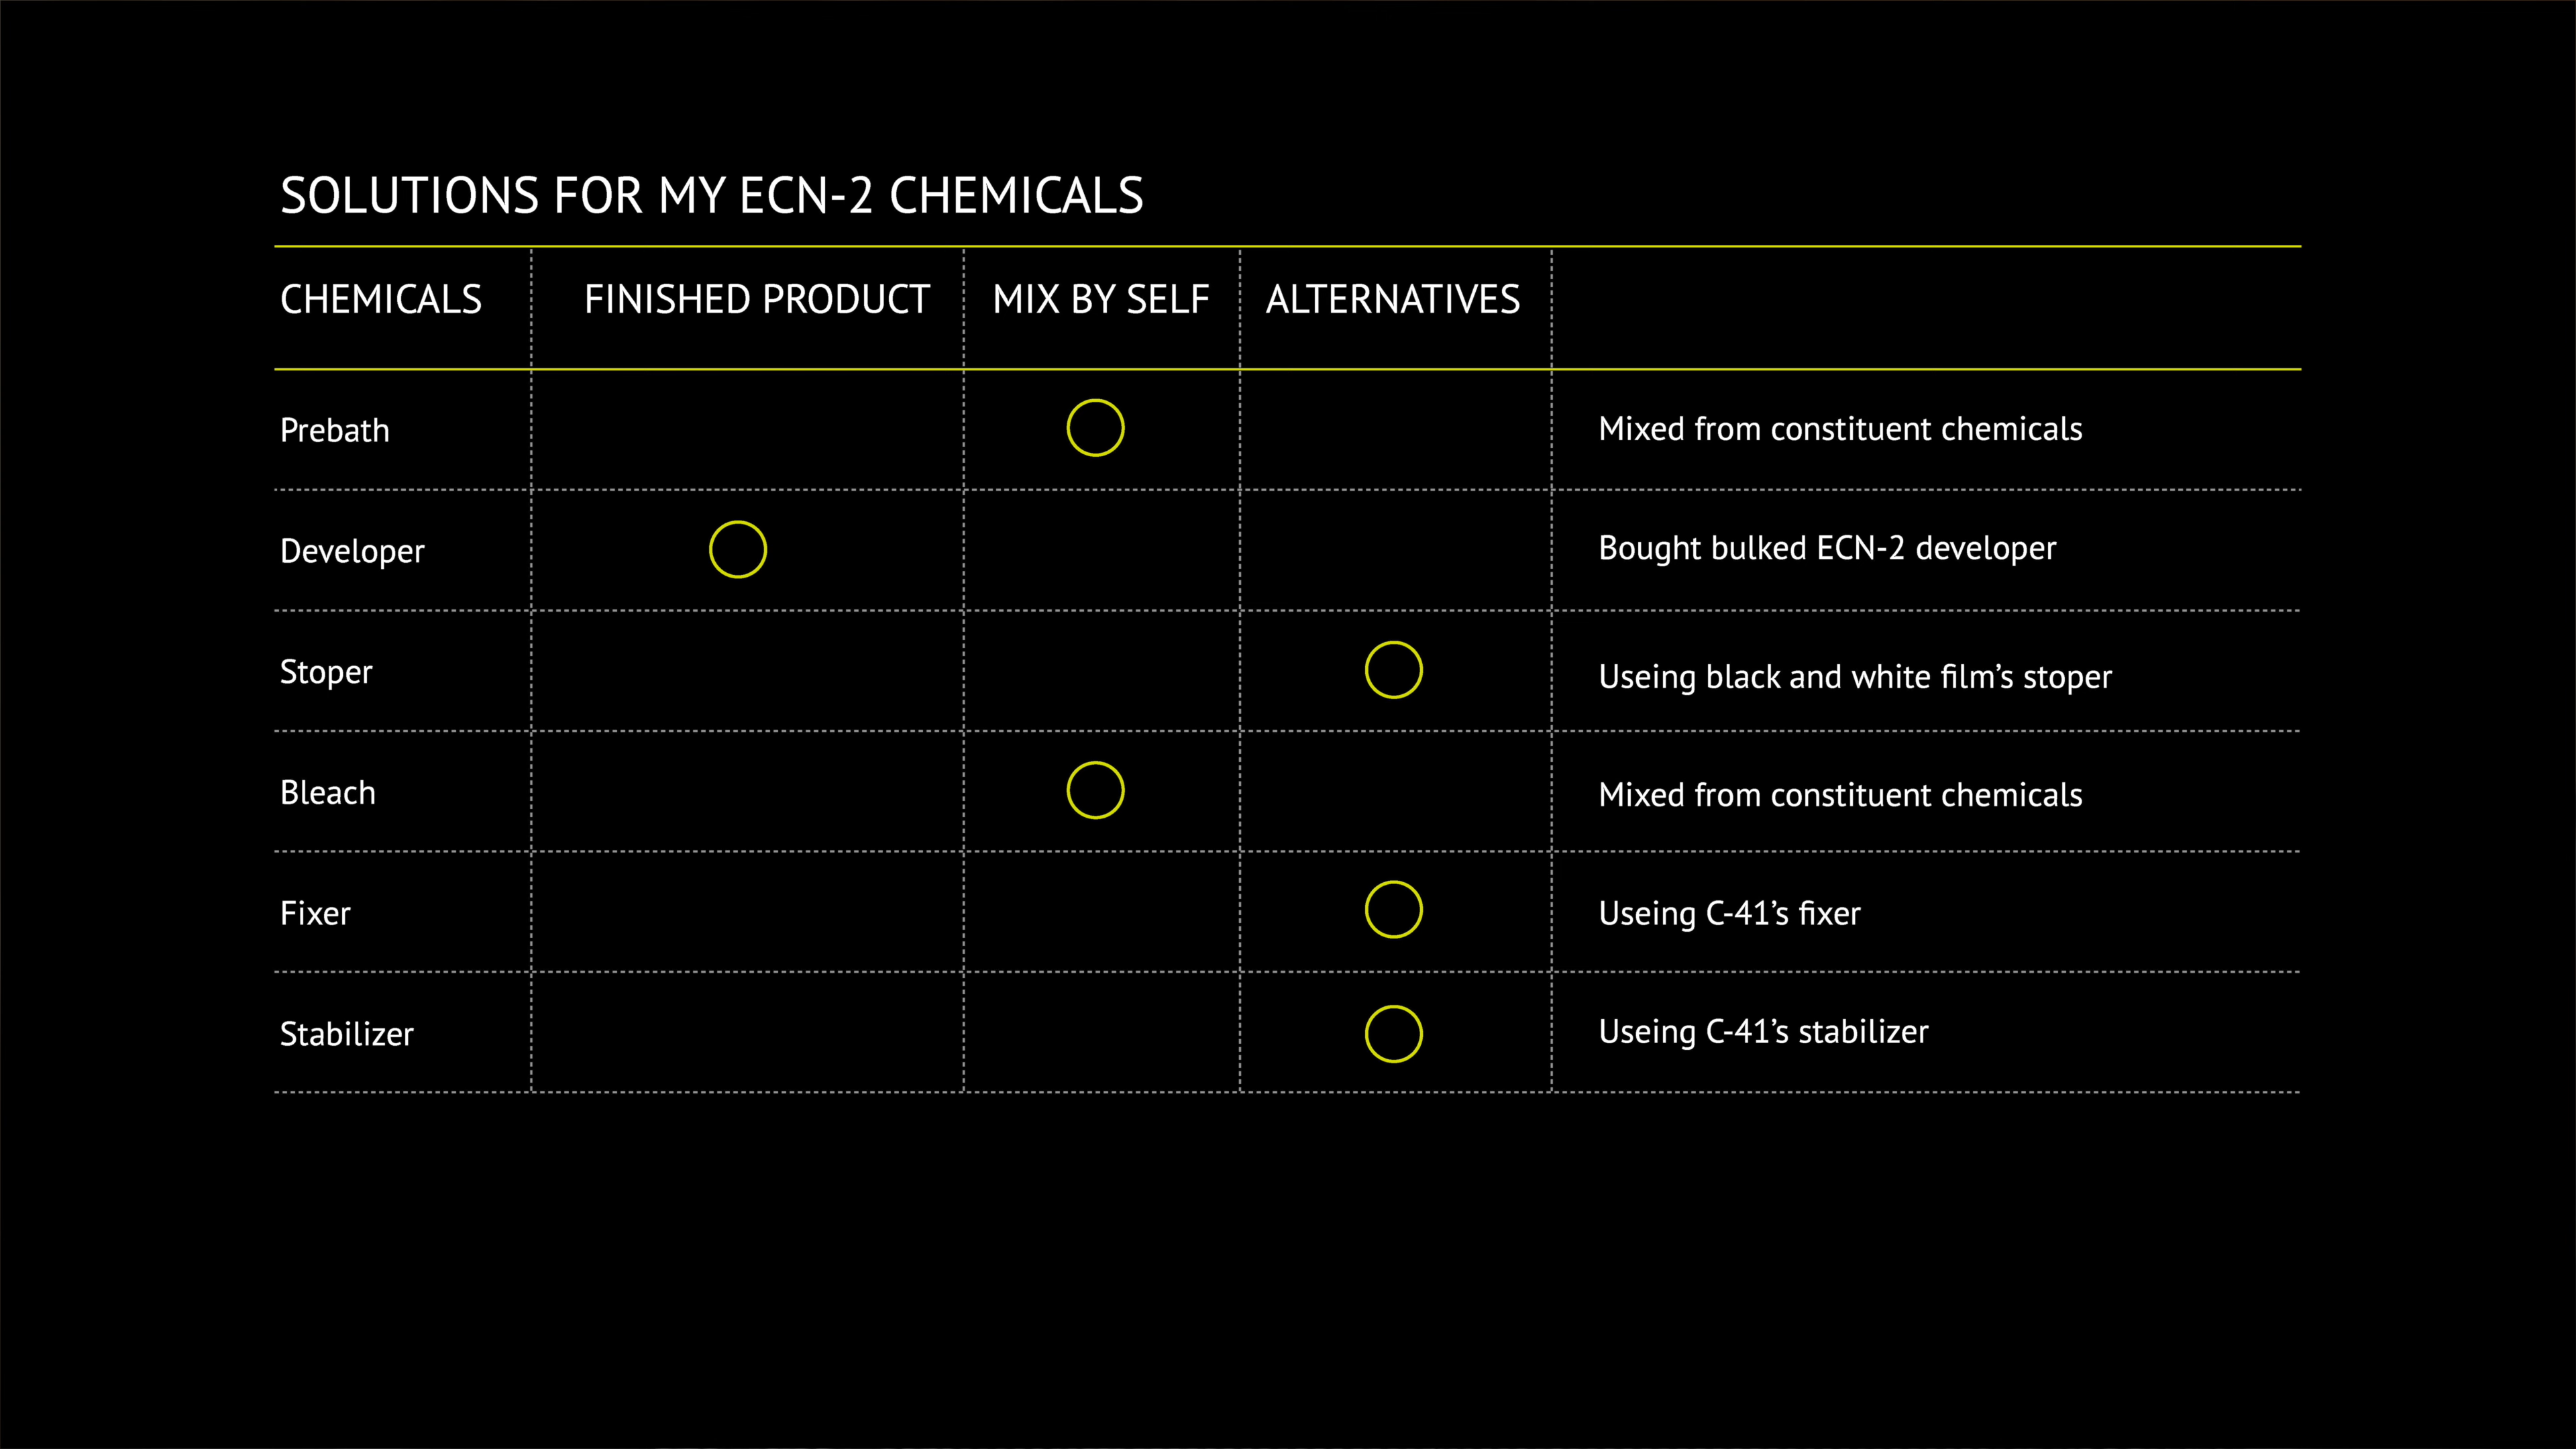 SOLUTIONS FOR MY ECN-2 CHEMICALS
CHEMICALS FINISHED PRODUCT MIX BY SELF ALTERNATIVES
Prebath Mixed from constituent chemicals
Developer Bought bulked ECN-2 developer
Stoper Useing black and white film’s stoper
Bleach Mixed from constituent chemicals
Fixer Useing C-41’s fixer
Stabilizer Useing C-41’s stabilizer